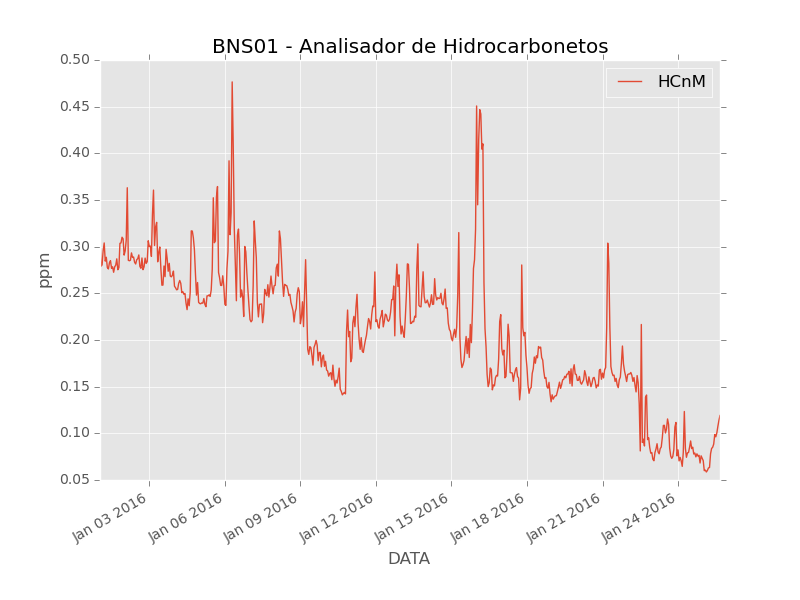 BNS01 - Analisador de Hidrocarbonetos
HCnM
0.50
0.45
0.40
0.35
0.30
0.25
0.20
0.15
0.10
0.05
ppm
Jan 03 2016
Jan 06 2016
Jan 09 2016
Jan 12 2016
Jan 15 2016
Jan 18 2016
Jan 21 2016
Jan 24 2016
DATA